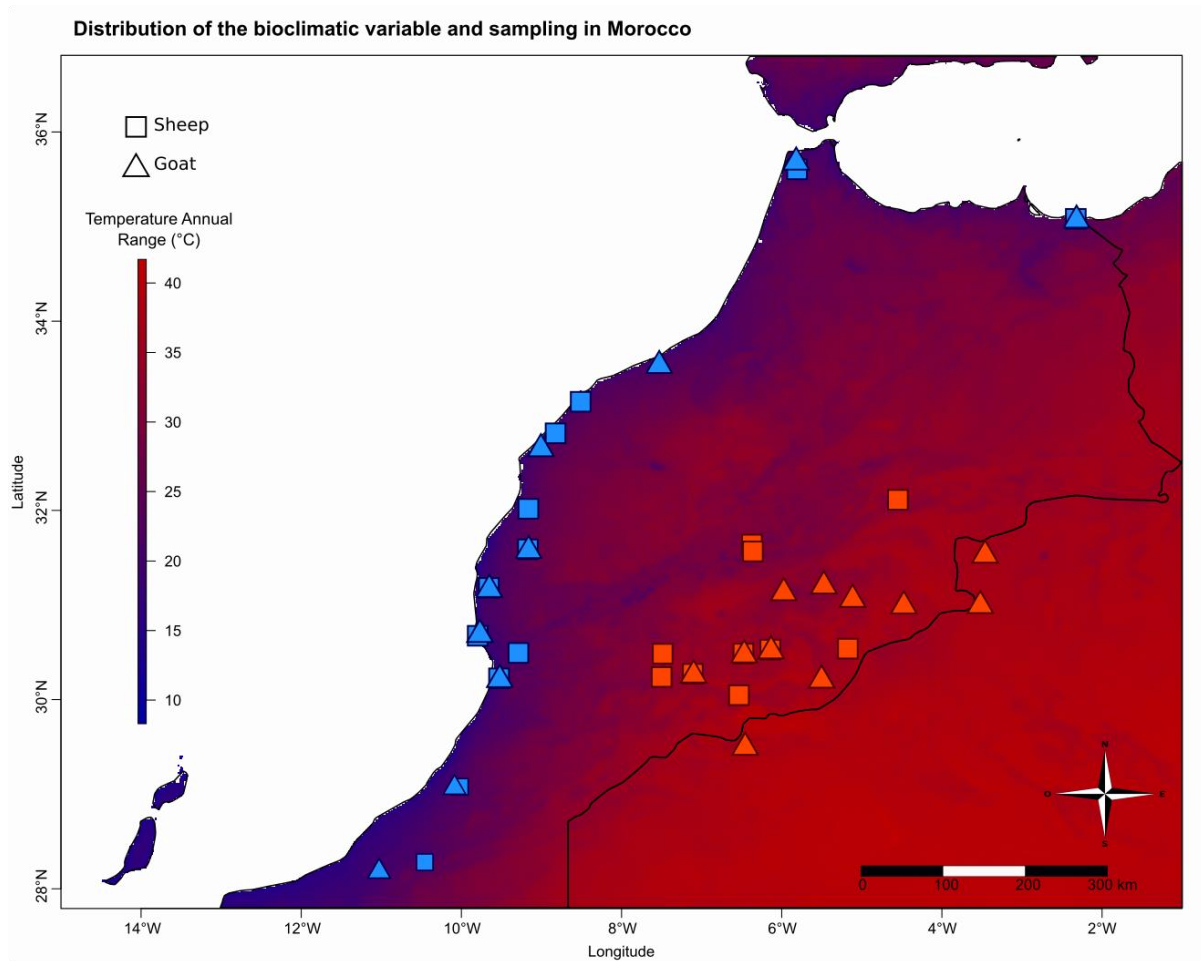 Distribution of the bioclimatic variable and sampling in Morocco
Sheep
Goat
Temperature Annual
Range (°C)
40
35
30
25
20
15
10
36°N
34°N
32°N
30°N
28°N
Latitude
14°W
12°W
10°W
8°W
6°W
4°W
2°W
Longitude
N
O
E
S
0
100
200
300 km